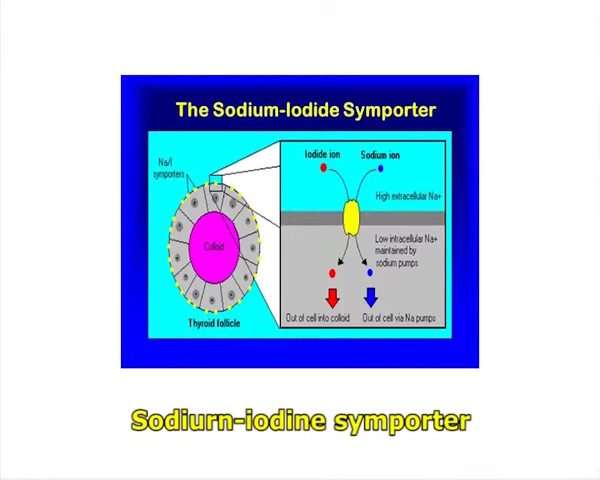 The Sodium-Iodide Symporter
Na/I
symporters
Iodide ion
Sodium ion
High extracellular Na+
Colloid
Low intracellular Na+
maintained by
sodium pumps
Out of cell into colloid
Out of cell via Na pumps
Thyroid follicle
Sodiurn-iodine symporter